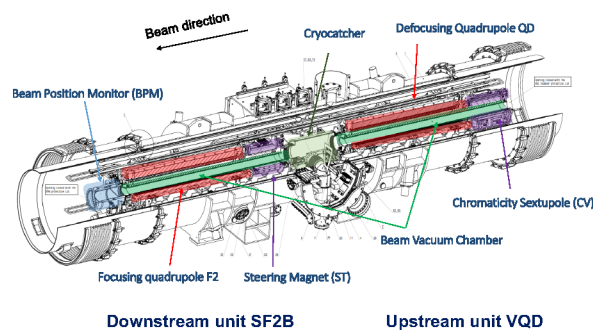 Beam direction
Cryocatcher
Defocusing Quadrupole QD
Beam Position Monitor (BPM)
Chromaticity Sextupole (CV)
Beam Vacuum Chamber
Focusing quadrupole F2
Steering Magnet (ST)
Downstream unit SF2B
Upstream unit VQD